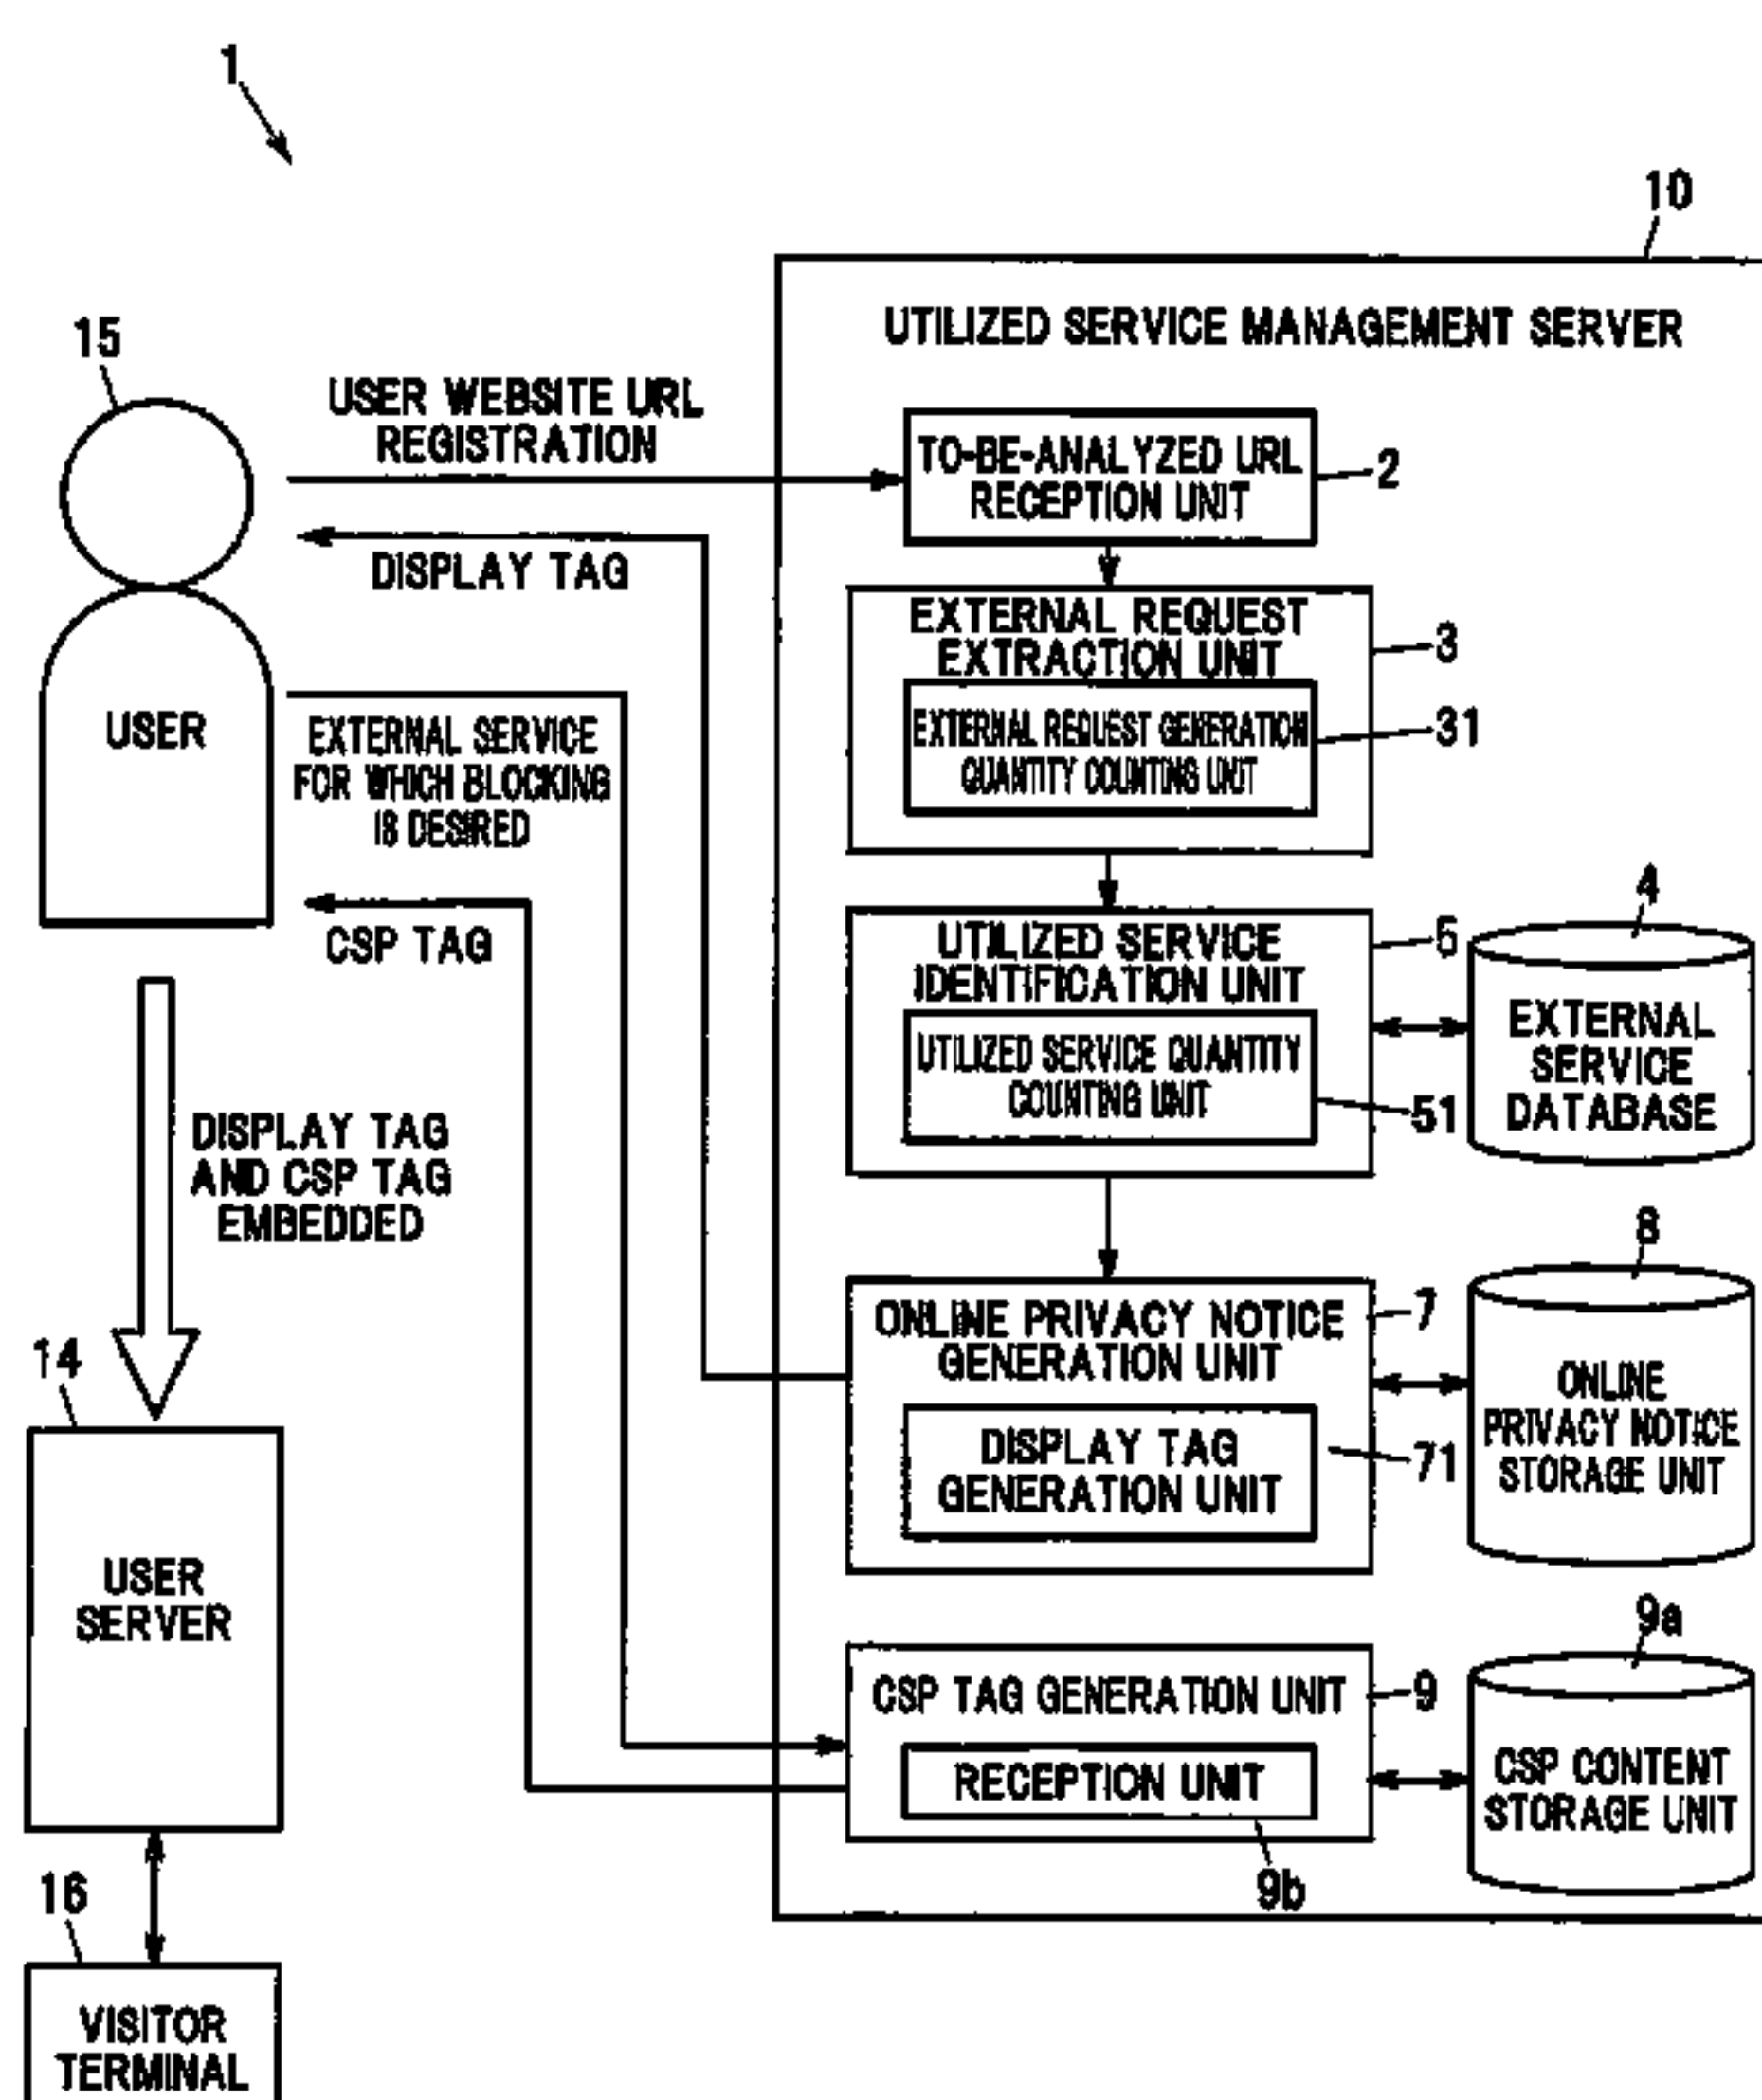 1
10
UTILIZED SERVICE MANAGEMENT SERVER
15
USER WEBSITE URL
REGISTRATION
TO-BE-ANALYZED URL
RECEPTION UNIT
2
DISPLAY TAG
EXTERNAL REQUEST
EXTRACTION UNIT
3
EXTERNAL REQUEST GENERATION
QUANTITY COUNTING UNIT
31
USER
EXTERNAL SERVICE
FOR WHICH BLOCKING
IS DESIRED
CSP TAG
UTILIZED SERVICE
IDENTIFICATION UNIT
5
4
UTILIZED SERVICE QUANTITY
COUNTING UNIT
51
EXTERNAL
SERVICE
DATABASE
DISPLAY TAG
AND CSP TAG
EMBEDDED
8
ONLINE PRIVACY NOTICE
GENERATION UNIT
7
DISPLAY TAG
GENERATION UNIT
71
ONLINE
PRIVACY NOTICE
STORAGE UNIT
14
USER
SERVER
9a
CSP TAG GENERATION UNIT
9
RECEPTION UNIT
9b
CSP CONTENT
STORAGE UNIT
16
VISITOR
TERMINAL